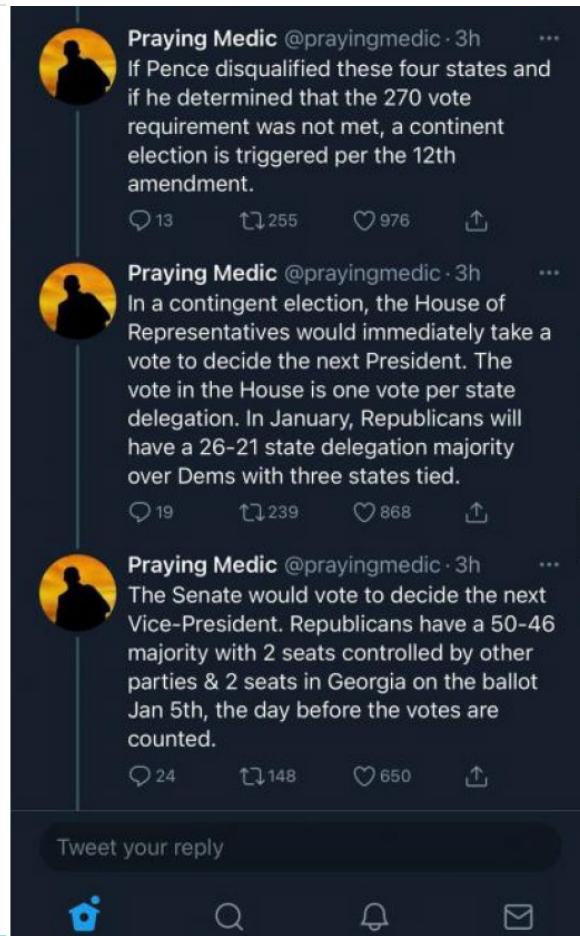 Praying Medic @prayingmedic · 3h
If Pence disqualified these four states and
if he determined that the 270 vote
requirement was not met, a continent
election is triggered per the 12th
amendment.
13 255 976
Praying Medic @prayingmedic · 3h
In a contingent election, the House of
Representatives would immediately take a
vote to decide the next President. The
vote in the House is one vote per state
delegation. In January, Republicans will
have a 26-21 state delegation majority
over Dems with three states tied.
19 239 868
Praying Medic @prayingmedic · 3h
The Senate would vote to decide the next
Vice-President. Republicans have a 50-46
majority with 2 seats controlled by other
parties & 2 seats in Georgia on the ballot
Jan 5th, the day before the votes are
counted.
24 148 650
Tweet your reply